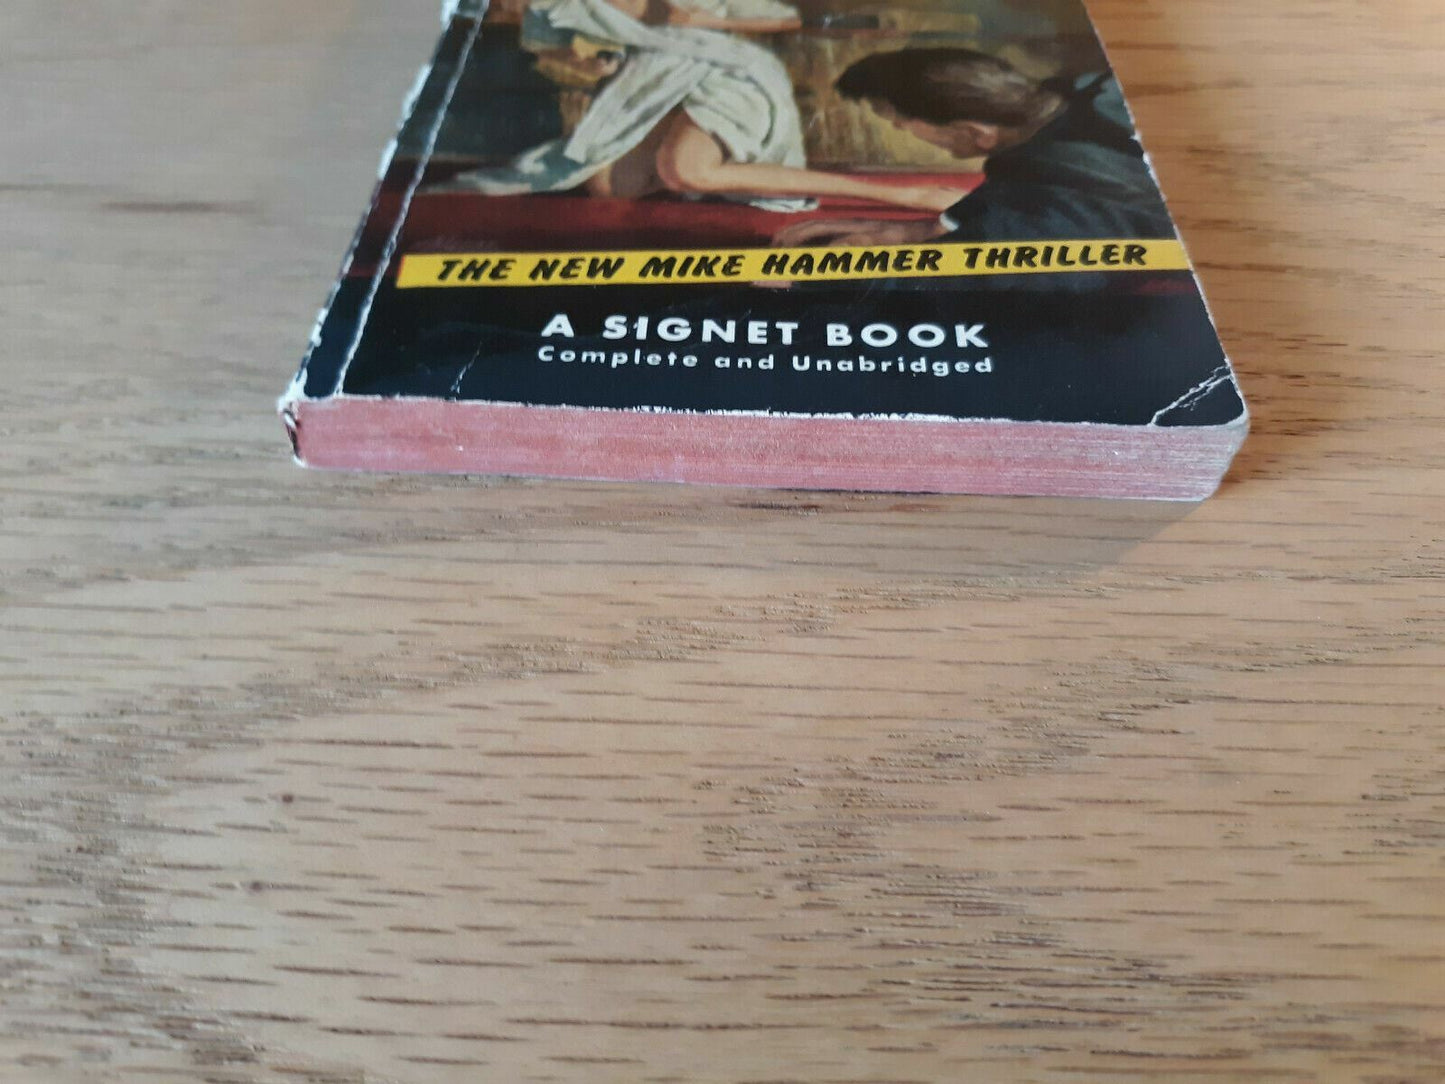 THE NEW MIKE HAMMER THRILLER
A SIGNET BOOK
Complete and Unabridged